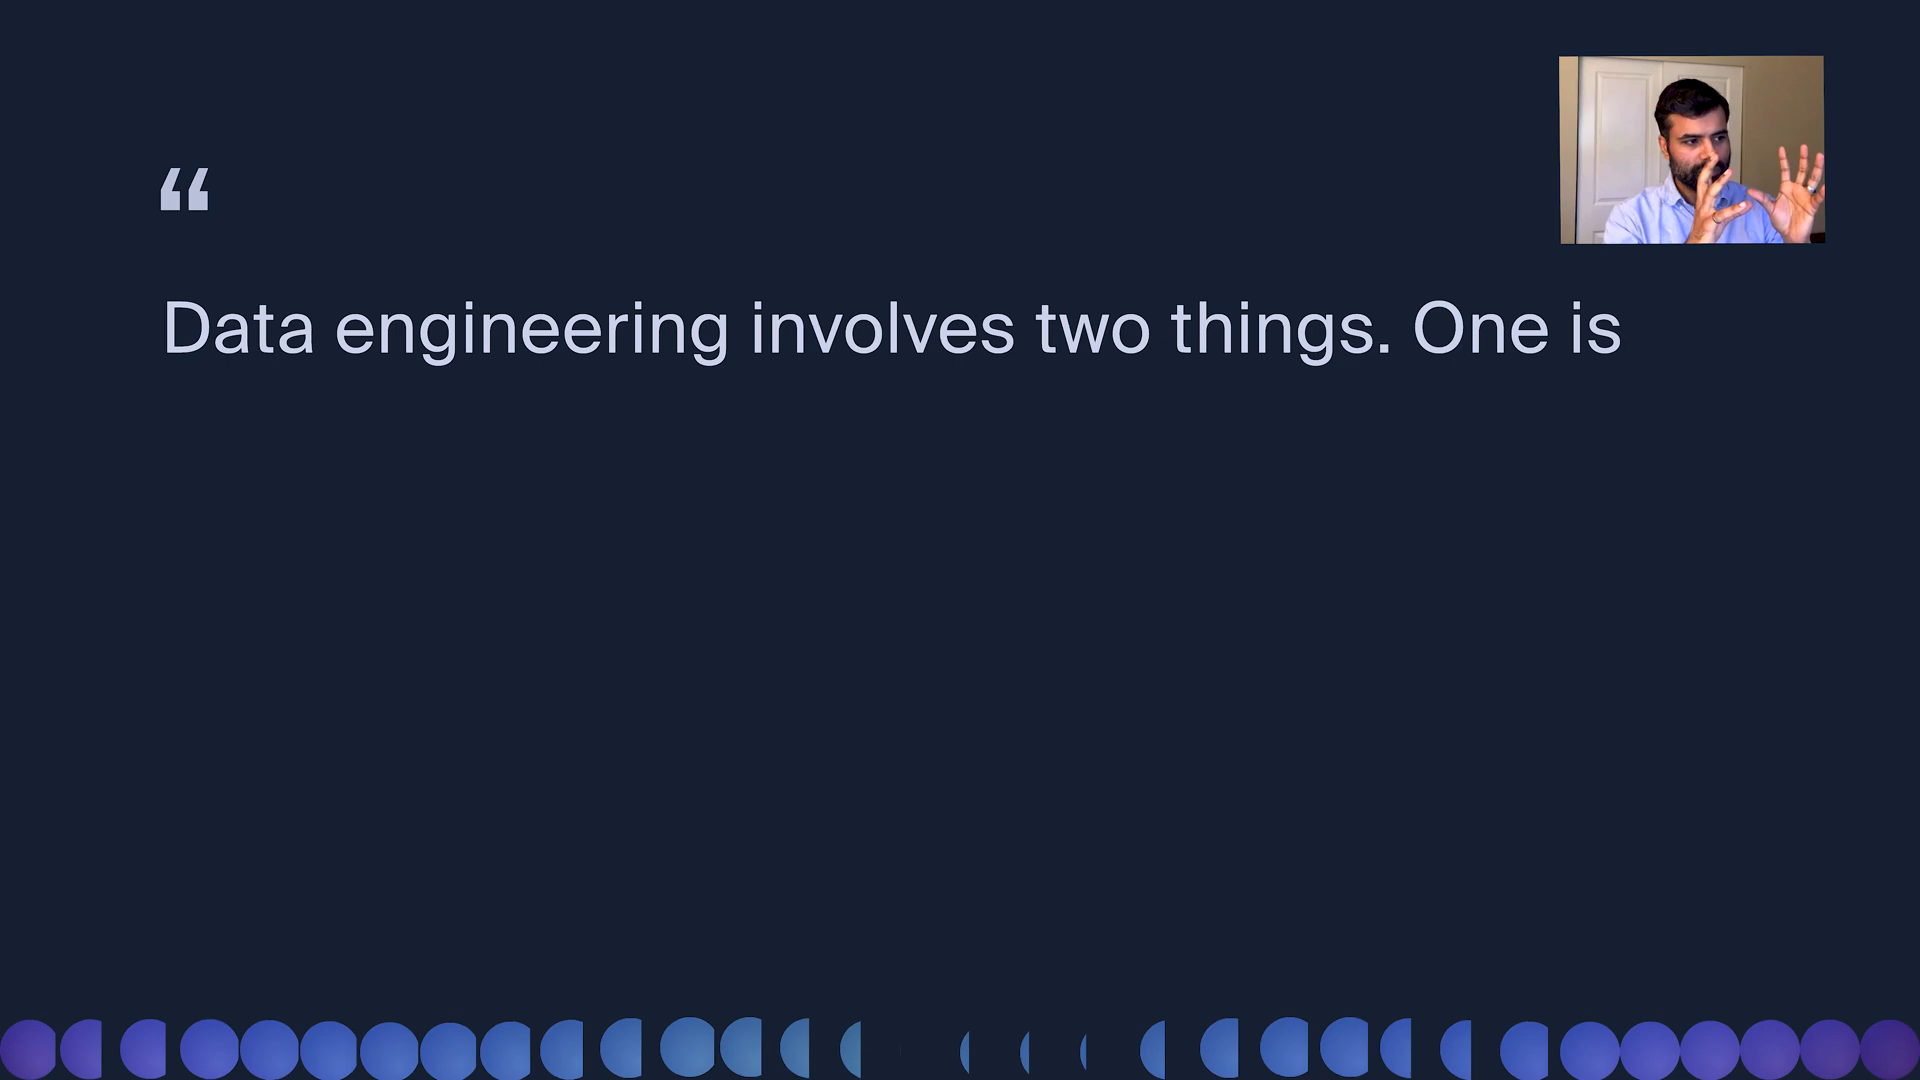 “
Data engineering involves two things. One is